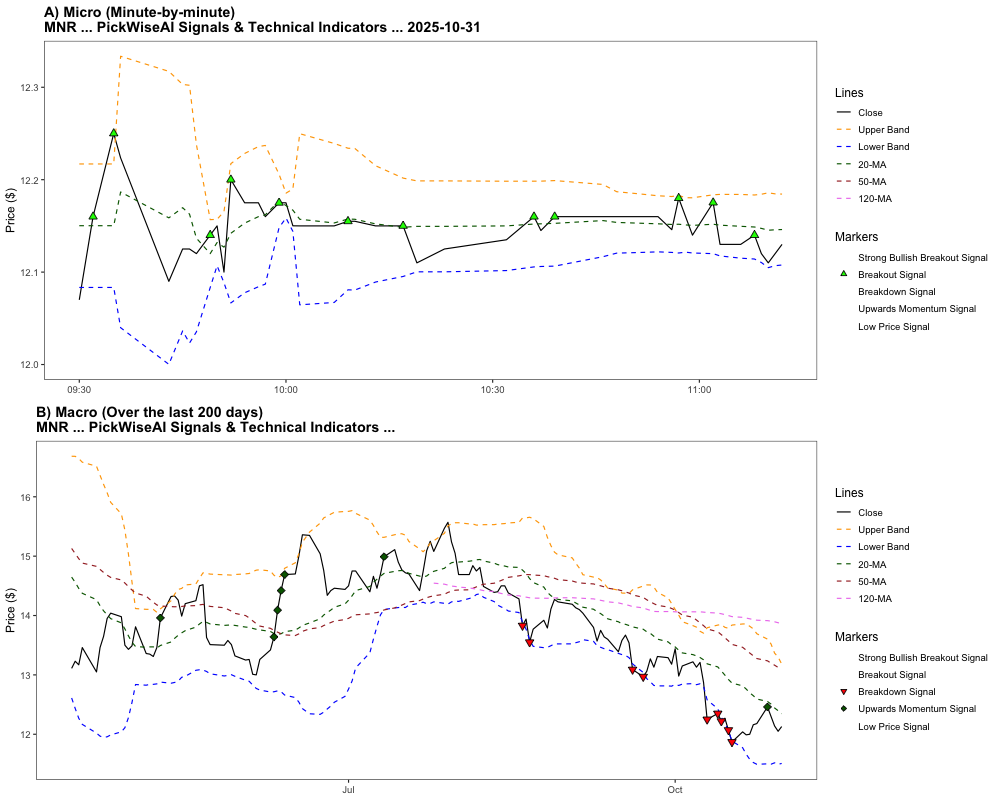 A) Micro (Minute-by-minute)
MNR ... PickWiseAI Signals & Technical Indicators ... 2025-10-31
Price ($)
12.3
12.2
12.1
12.0
09:30
10:00
10:30
11:00
Lines
Close
Upper Band
Lower Band
20-MA
50-MA
120-MA
Markers
Strong Bullish Breakout Signal
Breakout Signal
Breakdown Signal
Upwards Momentum Signal
Low Price Signal
B) Macro (Over the last 200 days)
MNR ... PickWiseAI Signals & Technical Indicators ...
Price ($)
16
15
14
13
12
Jul
Oct
Lines
Close
Upper Band
Lower Band
20-MA
50-MA
120-MA
Markers
Strong Bullish Breakout Signal
Breakout Signal
Breakdown Signal
Upwards Momentum Signal
Low Price Signal